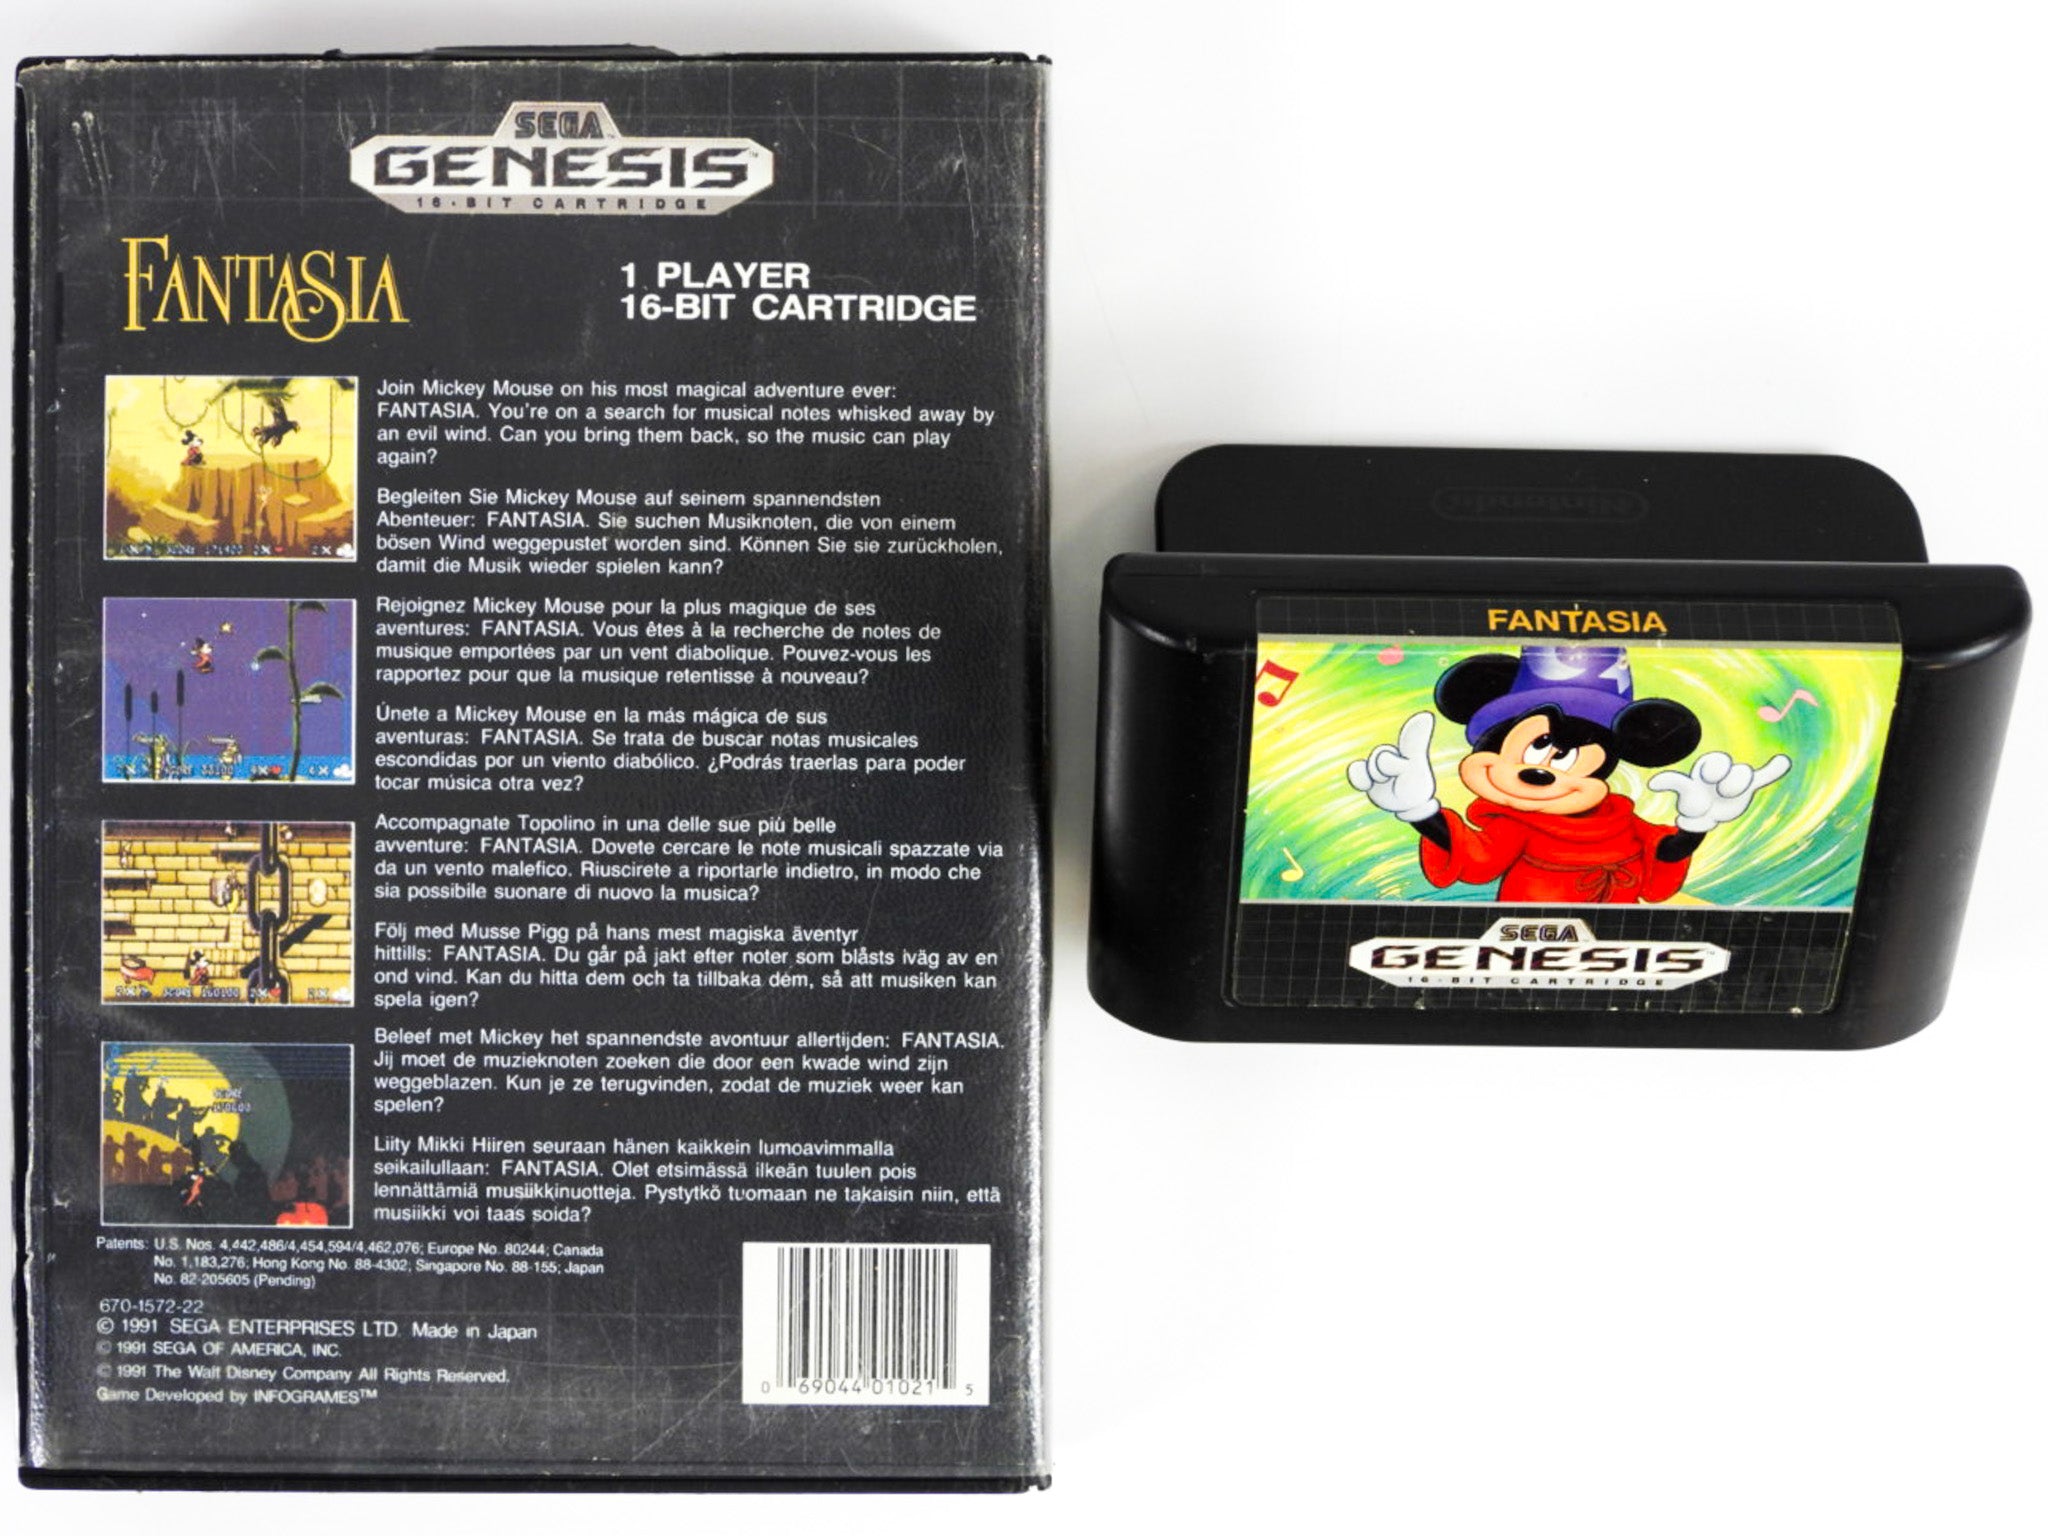 SEGA
GENESIS™
16-BIT CARTRIDGE
FANTASIA
1 PLAYER
16-BIT CARTRIDGE
Join Mickey Mouse on his most magical adventure ever:
FANTASIA. You're on a search for musical notes whisked away by
an evil wind. Can you bring them back, so the music can play
again?
Begleiten Sie Mickey Mouse auf seinem spannendsten
Abenteuer: FANTASIA. Sie suchen Musiknoten, die von einem
bösen Wind weggepustet worden sind. Können Sie sie zurückholen,
damit die Musik wieder spielen kann?
Rejoignez Mickey Mouse pour la plus magique de ses
aventures: FANTASIA. Vous êtes à la recherche de notes de
musique emportées par un vent diabolique. Pouvez-vous les
rapportez pour que la musique retentisse à nouveau?
Únete a Mickey Mouse en la más mágica de sus
aventuras: FANTASIA. Se trata de buscar notas musicales
escondidas por un viento diabólico. ¿Podrás traerlas para poder
tocar música otra vez?
Accompagnate Topolino in una delle sue più belle
avventure: FANTASIA. Dovete cercare le note musicali spazzate via
da un vento malefico. Riuscirete a riportarle indietro, in modo che
sia possibile suonare di nuovo la musica?
Följ med Musse Pigg på hans mest magiska äventyr
hittills: FANTASIA. Du går på jakt efter noter som blåsts iväg av en
ond vind. Kan du hitta dem och ta tillbaka dem, så att musiken kan
spela igen?
Beleef met Mickey het spannendste avontuur allertijden: FANTASIA.
Jij moet de muzieknoten zoeken die door een kwade wind zijn
weggeblazen. Kun je ze terugvinden, zodat de muziek weer kan
spelen?
Liity Mikki Hiiren seuraan hänen kaikkein lumoavimmalla
seikailullaan: FANTASIA. Olet etsimässä ilkeän tuulen pois
lennättämiä musiikkinuotteja. Pystytkö tuomaan ne takaisin niin, että
musiikki voi taas soida?
Patents: U.S. Nos. 4,442,486/4,454,594/4,462,076; Europe No. 80244; Canada
No. 1,183,276; Hong Kong No. 88-4302; Singapore No. 88-155; Japan
No. 82-205605 (Pending)
670-1572-22
© 1991 SEGA ENTERPRISES LTD. Made in Japan
© 1991 SEGA OF AMERICA, INC.
© 1991 The Walt Disney Company All Rights Reserved.
Game Developed by INFOGRAMES™
0 69044 01021 5
Nintendo
FANTASIA
SEGA
GENESIS
16-BIT CARTRIDGE